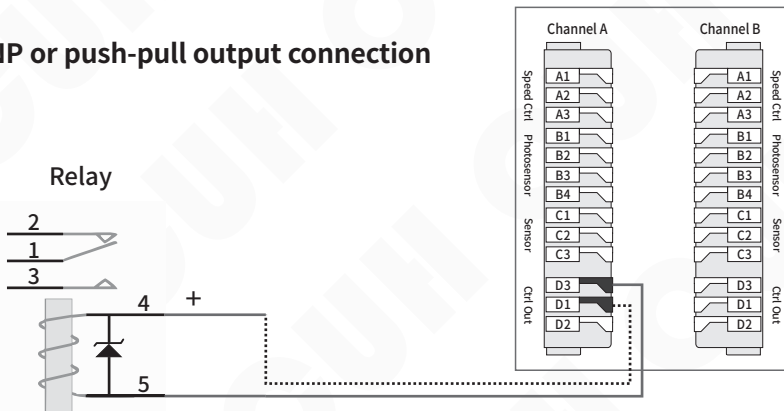 NP or push-pull output connection
Relay
2
1
3
4
+
5
Channel A
Speed Ctrl
A1
A2
A3
Photosensor
B1
B2
B3
B4
Sensor
C1
C2
C3
Ctrl Out
D3
D1
D2
Channel B
A1
A2
A3
Speed Ctrl
B1
B2
B3
B4
Photosensor
C1
C2
C3
Sensor
D3
D1
D2
Ctrl Out